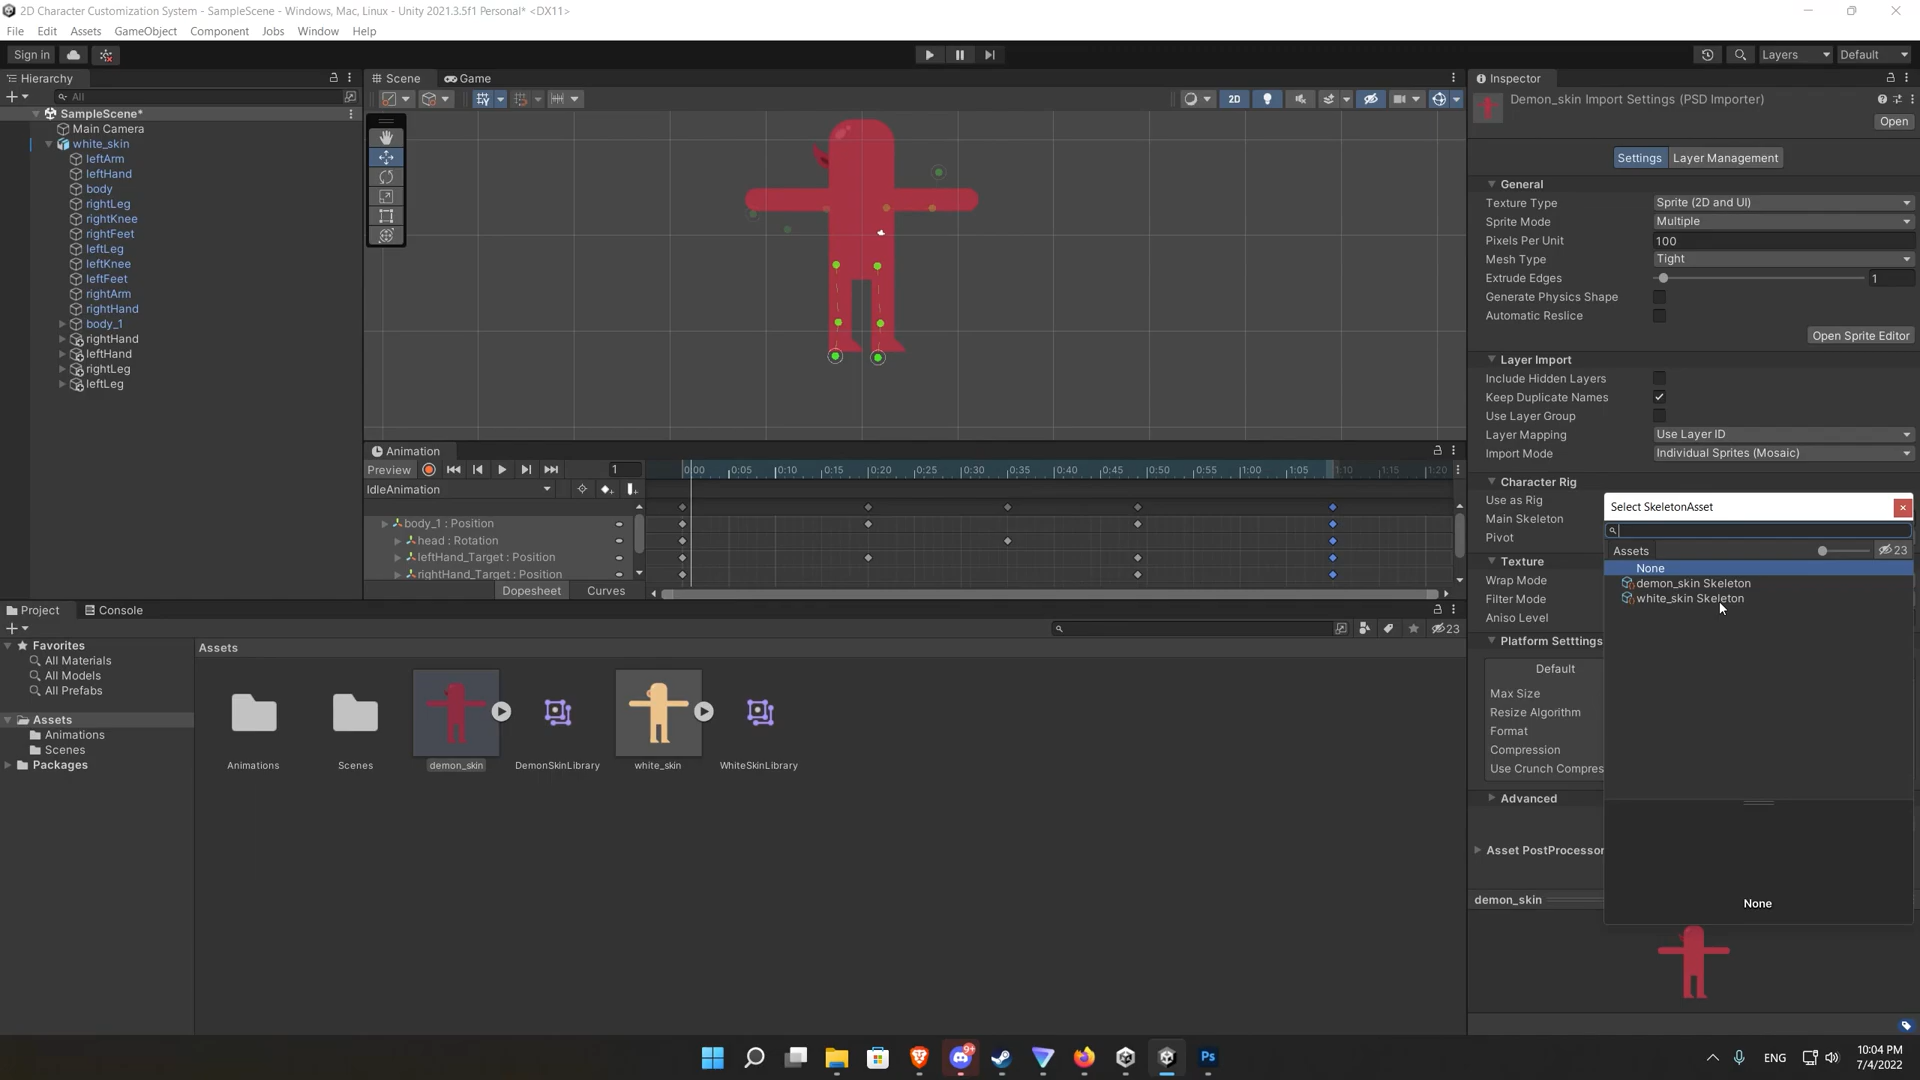 2D Character Customization System - SampleScene - Windows, Mac, Linux - Unity 2021.3.5f1 Personal* <DX11>
File Edit Assets GameObject Component Jobs Window Help
Sign in
Layers Default
Hierarchy
All
SampleScene*
Main Camera
white_skin
leftArm
leftHand
body
rightLeg
rightKnee
rightFeet
leftLeg
leftKnee
leftFeet
rightArm
rightHand
body_1
rightHand
leftHand
rightLeg
leftLeg
Scene Game
2D
Animation
Preview 1
0:00 0:05 0:10 0:15 0:20 0:25 0:30 0:35 0:40 0:45 0:50 0:55 1:00 1:05 1:10 1:15 1:20
IdleAnimation
body_1 : Position
head : Rotation
leftHand_Target : Position
rightHand_Target : Position
Dopesheet Curves
Project Console
23
Favorites
All Materials
All Models
All Prefabs
Assets
Animations
Scenes
Packages
Assets
Animations Scenes demon_skin DemonSkinLibrary white_skin WhiteSkinLibrary
Inspector
Demon_skin Import Settings (PSD Importer)
Open
Settings Layer Management
General
Texture Type Sprite (2D and UI)
Sprite Mode Multiple
Pixels Per Unit 100
Mesh Type Tight
Extrude Edges 1
Generate Physics Shape
Automatic Reslice
Open Sprite Editor
Layer Import
Include Hidden Layers
Keep Duplicate Names
Use Layer Group
Layer Mapping Use Layer ID
Import Mode Individual Sprites (Mosaic)
Character Rig
Use as Rig
Main Skeleton
Pivot
Texture
Wrap Mode
Filter Mode
Aniso Level
Platform Setttings
Default
Max Size
Resize Algorithm
Format
Compression
Use Crunch Compres
Advanced
Asset PostProcessor
demon_skin
Select SkeletonAsset
Assets 23
None
demon_skin Skeleton
white_skin Skeleton
None
9+
Ps
ENG
10:04 PM
7/4/2022